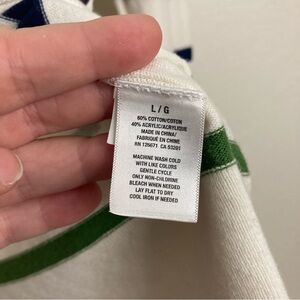 L / G
60% COTTON/COTON
40% ACRYLIC/ACRYLIQUE
MADE IN CHINA/
FABRIQUÉ EN CHINE
RN 125671 CA 53201
MACHINE WASH COLD
WITH LIKE COLORS
GENTLE CYCLE
ONLY NON-CHLORINE
BLEACH WHEN NEEDED
LAY FLAT TO DRY
COOL IRON IF NEEDED